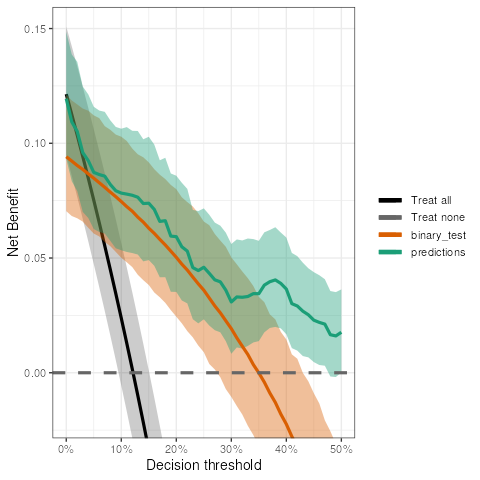 0.15
0.10
0.05
0.00
Net Benefit
0%
10%
20%
30%
40%
50%
Decision threshold
Treat all
Treat none
binary_test
predictions